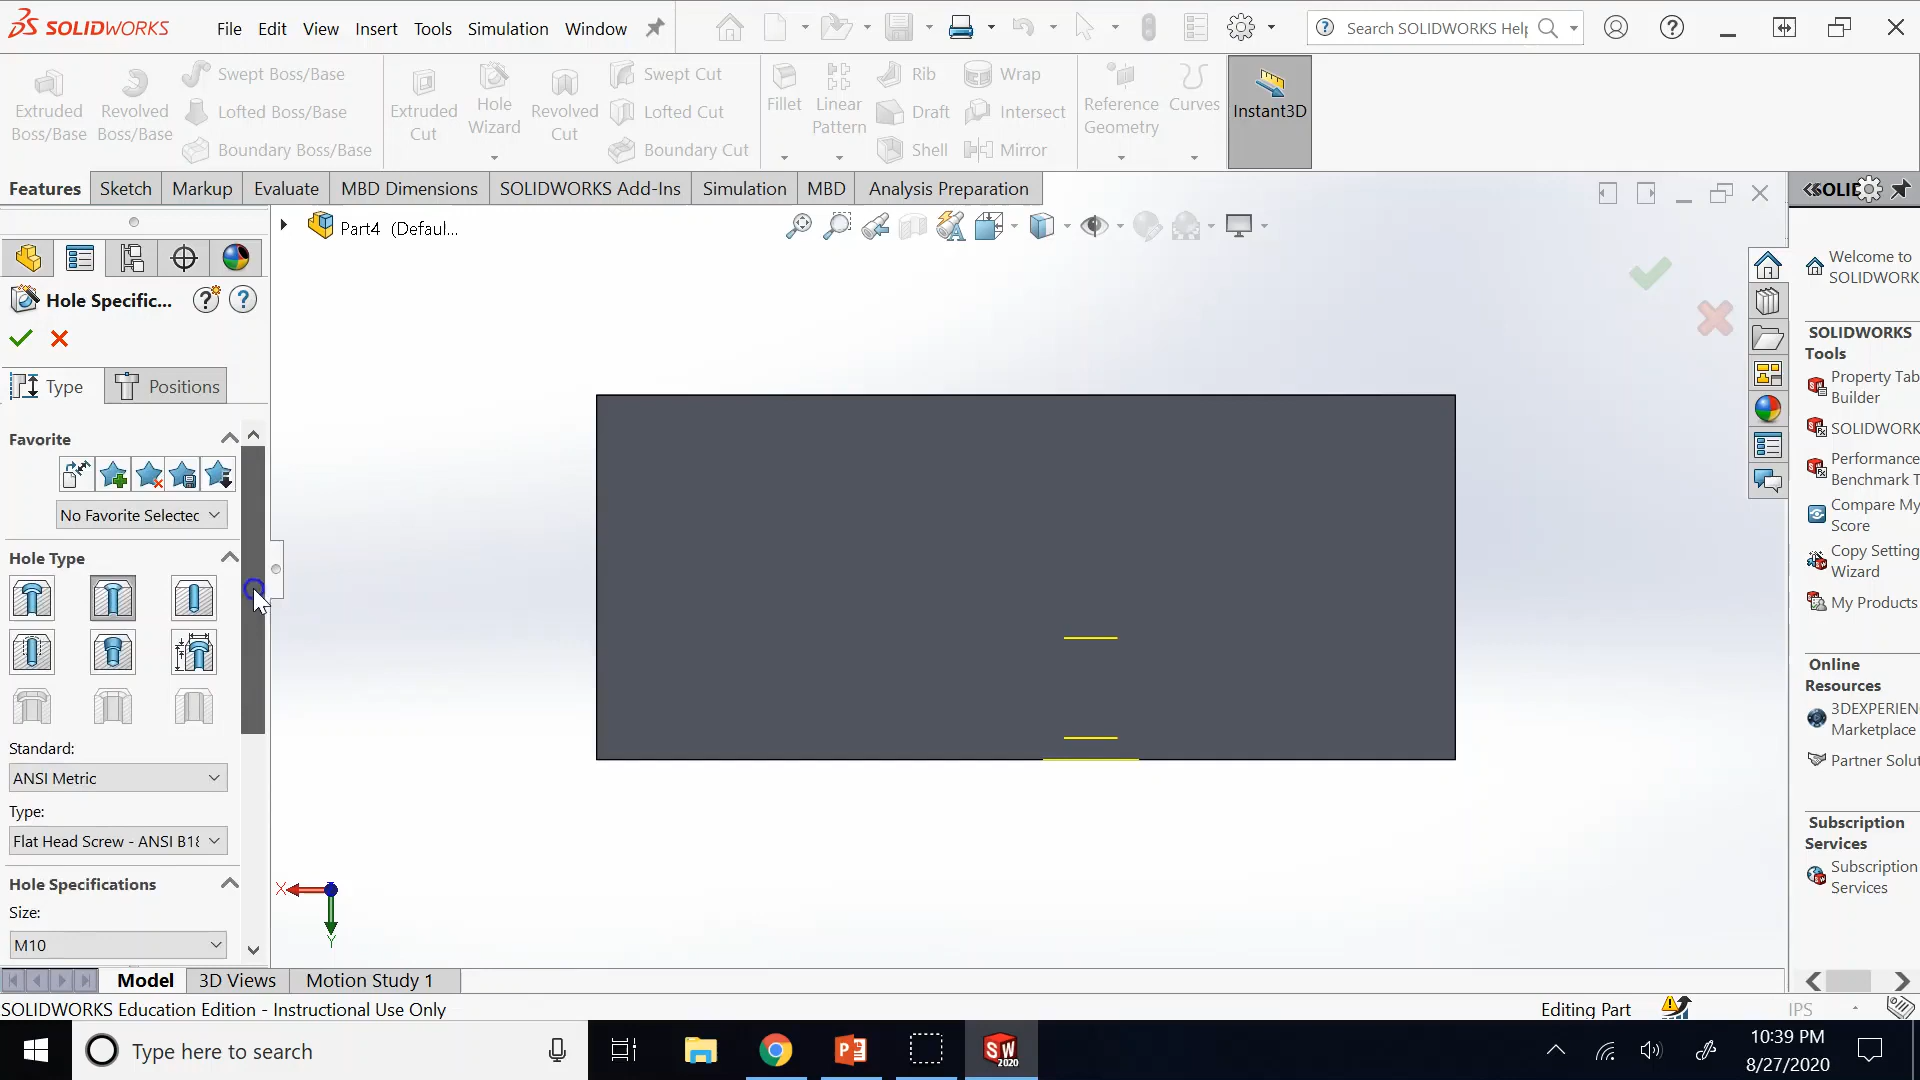 SOLIDWORKS File Edit View Insert Tools Simulation Window Search SOLIDWORKS Help
Extruded Boss/Base
Revolved Boss/Base
Swept Boss/Base
Lofted Boss/Base
Boundary Boss/Base
Extruded Cut
Hole Wizard
Revolved Cut
Swept Cut
Lofted Cut
Boundary Cut
Fillet
Linear Pattern
Rib
Draft
Shell
Wrap
Intersect
Mirror
Reference Geometry
Curves
Instant3D
Features Sketch Markup Evaluate MBD Dimensions SOLIDWORKS Add-Ins Simulation MBD Analysis Preparation
Part4 (Defaul...
Hole Specific...
Type Positions
Favorite
No Favorite Selected
Hole Type
Standard:
ANSI Metric
Type:
Flat Head Screw - ANSI B18
Hole Specifications
Size:
M10
X
Y
SOLID
Welcome to
SOLIDWORKS
SOLIDWORKS
Tools
Property Tab
Builder
SOLIDWORK
Performance
Benchmark T
Compare My
Score
Copy Setting
Wizard
My Products
Online
Resources
3DEXPERIEN
Marketplace
Partner Solut
Subscription
Services
Subscription
Services
Model 3D Views Motion Study 1
SOLIDWORKS Education Edition - Instructional Use Only
Editing Part IPS
Type here to search
SW
2020
10:39 PM
8/27/2020